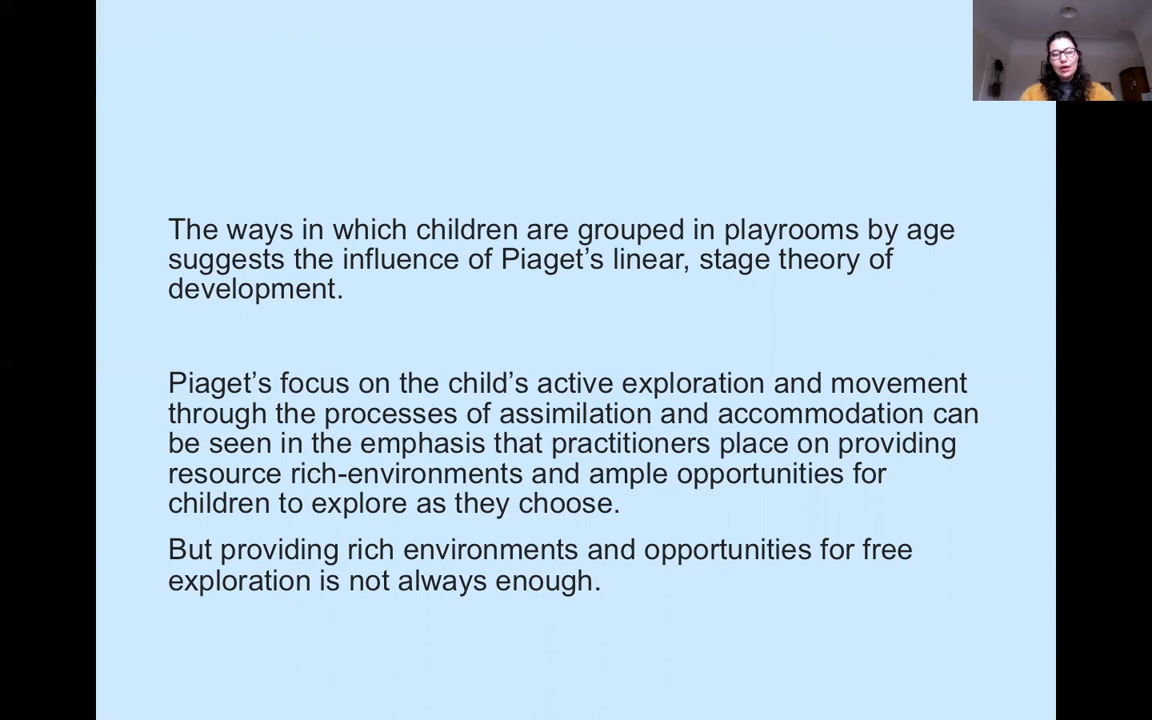 The ways in which children are grouped in playrooms by age
suggests the influence of Piaget’s linear, stage theory of
development.
Piaget’s focus on the child’s active exploration and movement
through the processes of assimilation and accommodation can
be seen in the emphasis that practitioners place on providing
resource rich-environments and ample opportunities for
children to explore as they choose.
But providing rich environments and opportunities for free
exploration is not always enough.